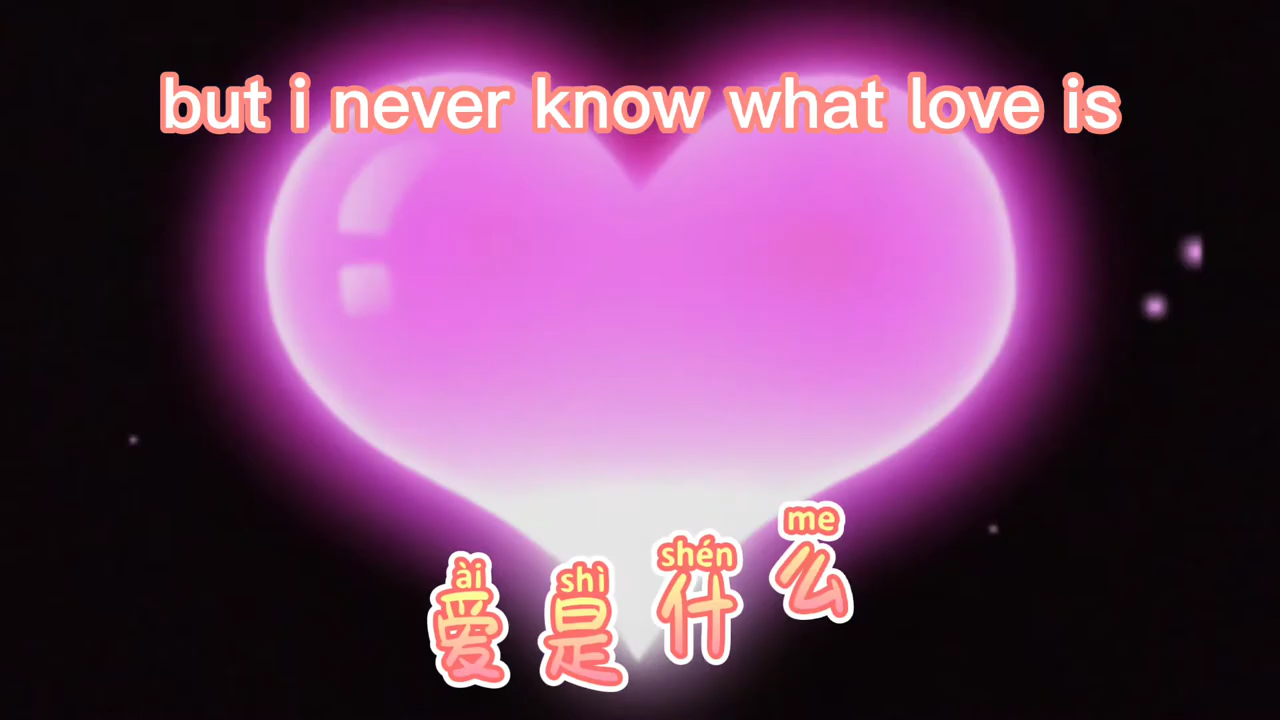 but i never know what love is
ài shì shén me
爱是什么